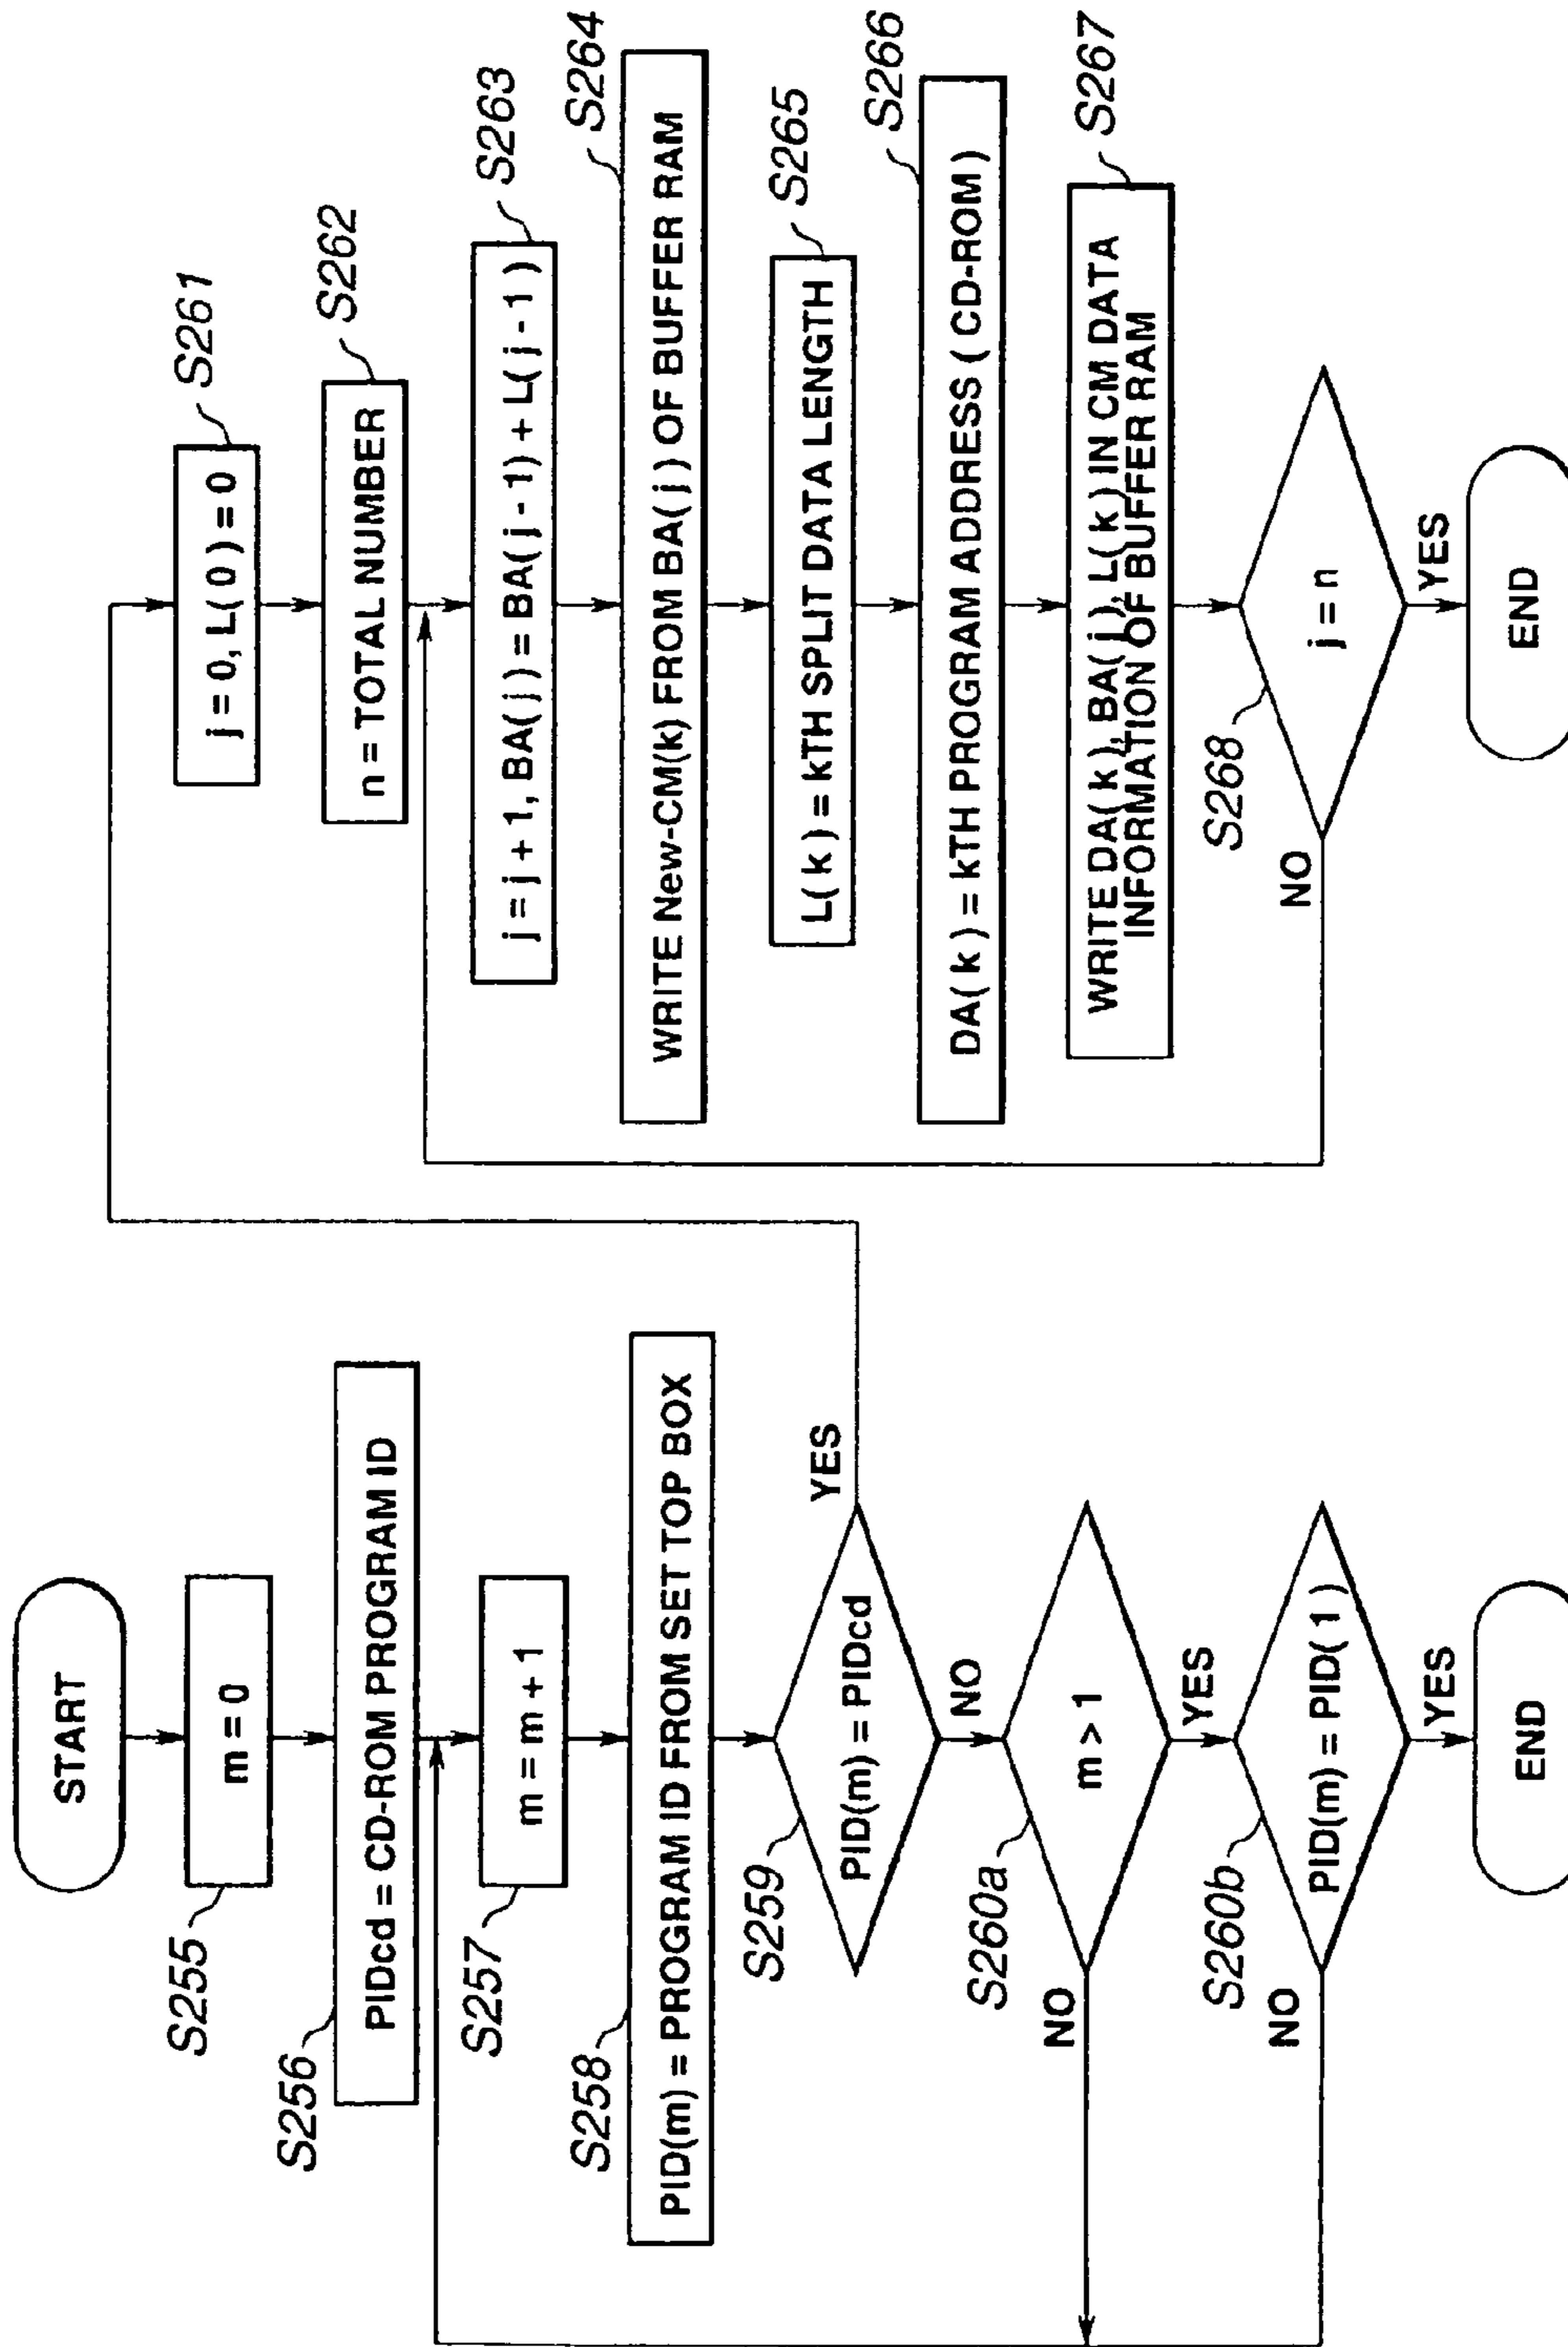 START
m = 0
S255
PIDcd = CD-ROM PROGRAM ID
S256
m = m + 1
S257
PID(m) = PROGRAM ID FROM SET TOP BOX
S258
PID(m) = PIDcd
S259
YES
NO
m > 1
S260a
NO
YES
PID(m) = PID( 1 )
S260b
NO
YES
END
j = 0, L( 0 ) = 0
S261
n = TOTAL NUMBER
S262
j = j + 1, BA( j ) = BA( j - 1) + L( j - 1 )
S263
WRITE New-CM(k) FROM BA( j ) OF BUFFER RAM
S264
L( k ) = kTH SPLIT DATA LENGTH
S265
DA( k ) = kTH PROGRAM ADDRESS ( CD-ROM )
S266
WRITE DA( k ), BA( j ), L( k ) IN CM DATA
INFORMATION OF BUFFER RAM
S267
j = n
S268
NO
YES
END